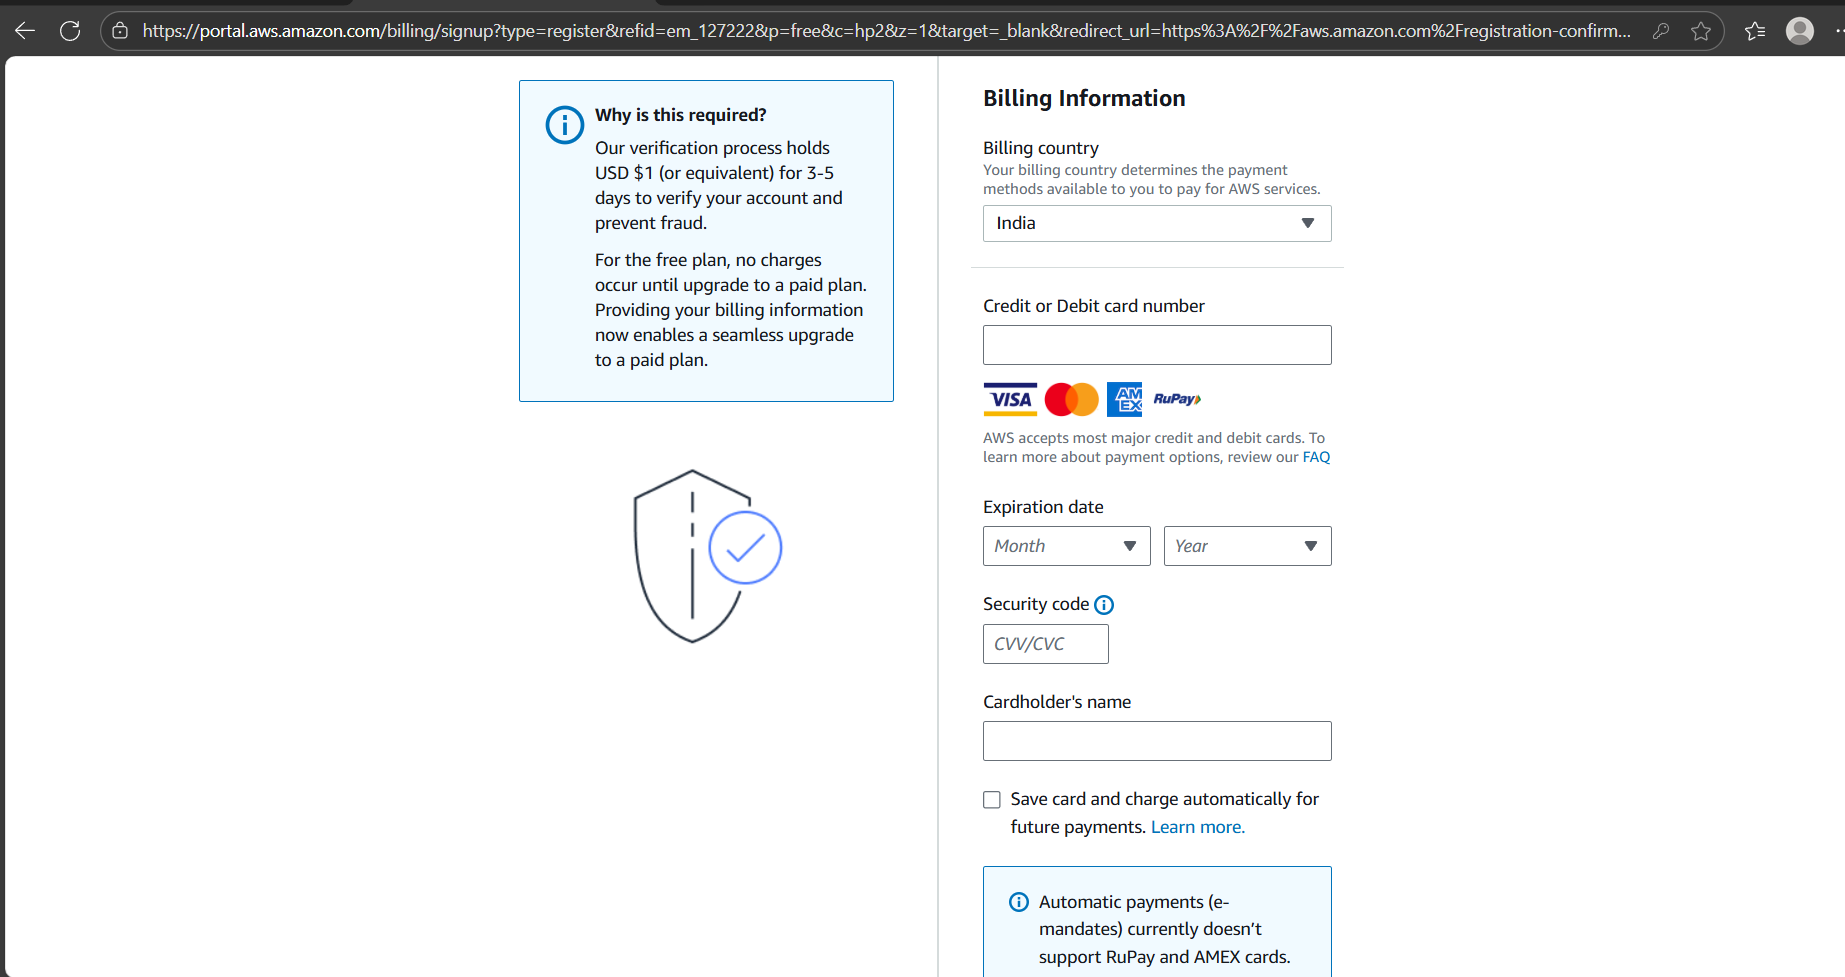 https://portal.aws.amazon.com/billing/signup?type=register&refid=em_127222&p=free&c=hp2&z=1&target=_blank&redirect_url=https%3A%2F%2Faws.amazon.com%2Fregistration-confirm...
Why is this required?
Our verification process holds
USD $1 (or equivalent) for 3-5
days to verify your account and
prevent fraud.
For the free plan, no charges
occur until upgrade to a paid plan.
Providing your billing information
now enables a seamless upgrade
to a paid plan.
Billing Information
Billing country
Your billing country determines the payment
methods available to you to pay for AWS services.
India
Credit or Debit card number
VISA AMEX RuPay
AWS accepts most major credit and debit cards. To
learn more about payment options, review our FAQ
Expiration date
Month Year
Security code
CVV/CVC
Cardholder's name
Save card and charge automatically for
future payments. Learn more.
Automatic payments (e-
mandates) currently doesn’t
support RuPay and AMEX cards.